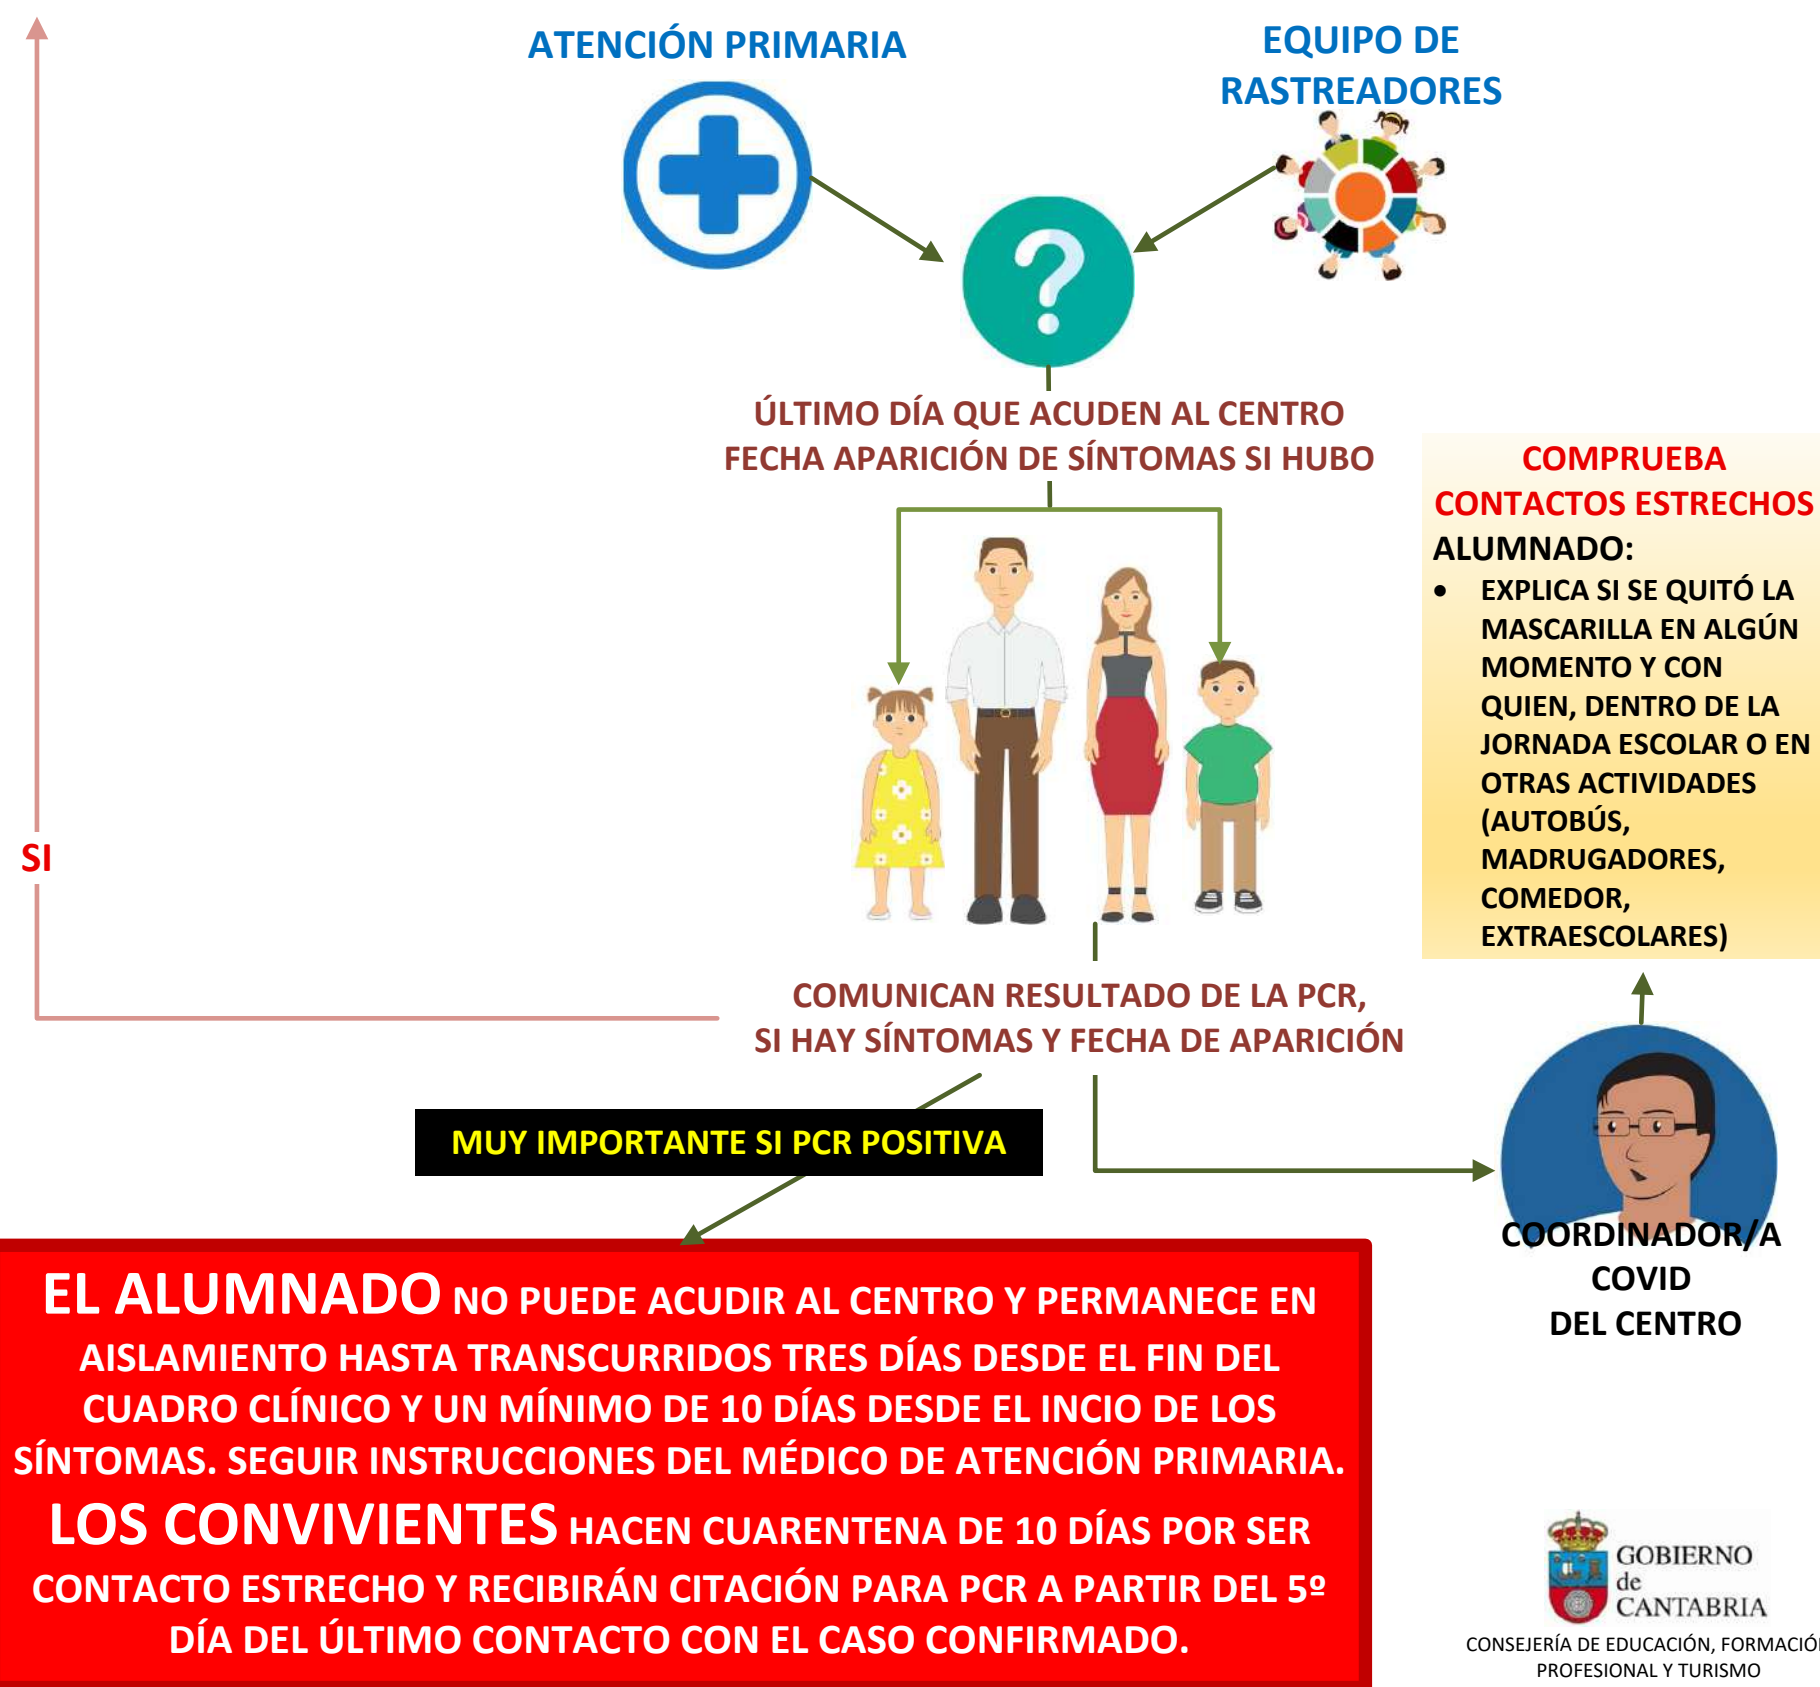 ATENCIÓN PRIMARIA
EQUIPO DE
RASTREADORES
ÚLTIMO DÍA QUE ACUDEN AL CENTRO
FECHA APARICIÓN DE SÍNTOMAS SI HUBO
COMPRUEBA
CONTACTOS ESTRECHOS
ALUMNADO:
• EXPLICA SI SE QUITÓ LA
MASCARILLA EN ALGÚN
MOMENTO Y CON
QUIEN, DENTRO DE LA
JORNADA ESCOLAR O EN
OTRAS ACTIVIDADES
(AUTOBÚS,
MADRUGADORES,
COMEDOR,
EXTRAESCOLARES)
SI
COMUNICAN RESULTADO DE LA PCR,
SI HAY SÍNTOMAS Y FECHA DE APARICIÓN
MUY IMPORTANTE SI PCR POSITIVA
COORDINADOR/A
COVID
DEL CENTRO
EL ALUMNADO NO PUEDE ACUDIR AL CENTRO Y PERMANECE EN
AISLAMIENTO HASTA TRANSCURRIDOS TRES DÍAS DESDE EL FIN DEL
CUADRO CLÍNICO Y UN MÍNIMO DE 10 DÍAS DESDE EL INCIO DE LOS
SÍNTOMAS. SEGUIR INSTRUCCIONES DEL MÉDICO DE ATENCIÓN PRIMARIA.
LOS CONVIVIENTES HACEN CUARENTENA DE 10 DÍAS POR SER
CONTACTO ESTRECHO Y RECIBIRÁN CITACIÓN PARA PCR A PARTIR DEL 5º
DÍA DEL ÚLTIMO CONTACTO CON EL CASO CONFIRMADO.
GOBIERNO
de
CANTABRIA
CONSEJERÍA DE EDUCACIÓN, FORMACIÓN
PROFESIONAL Y TURISMO